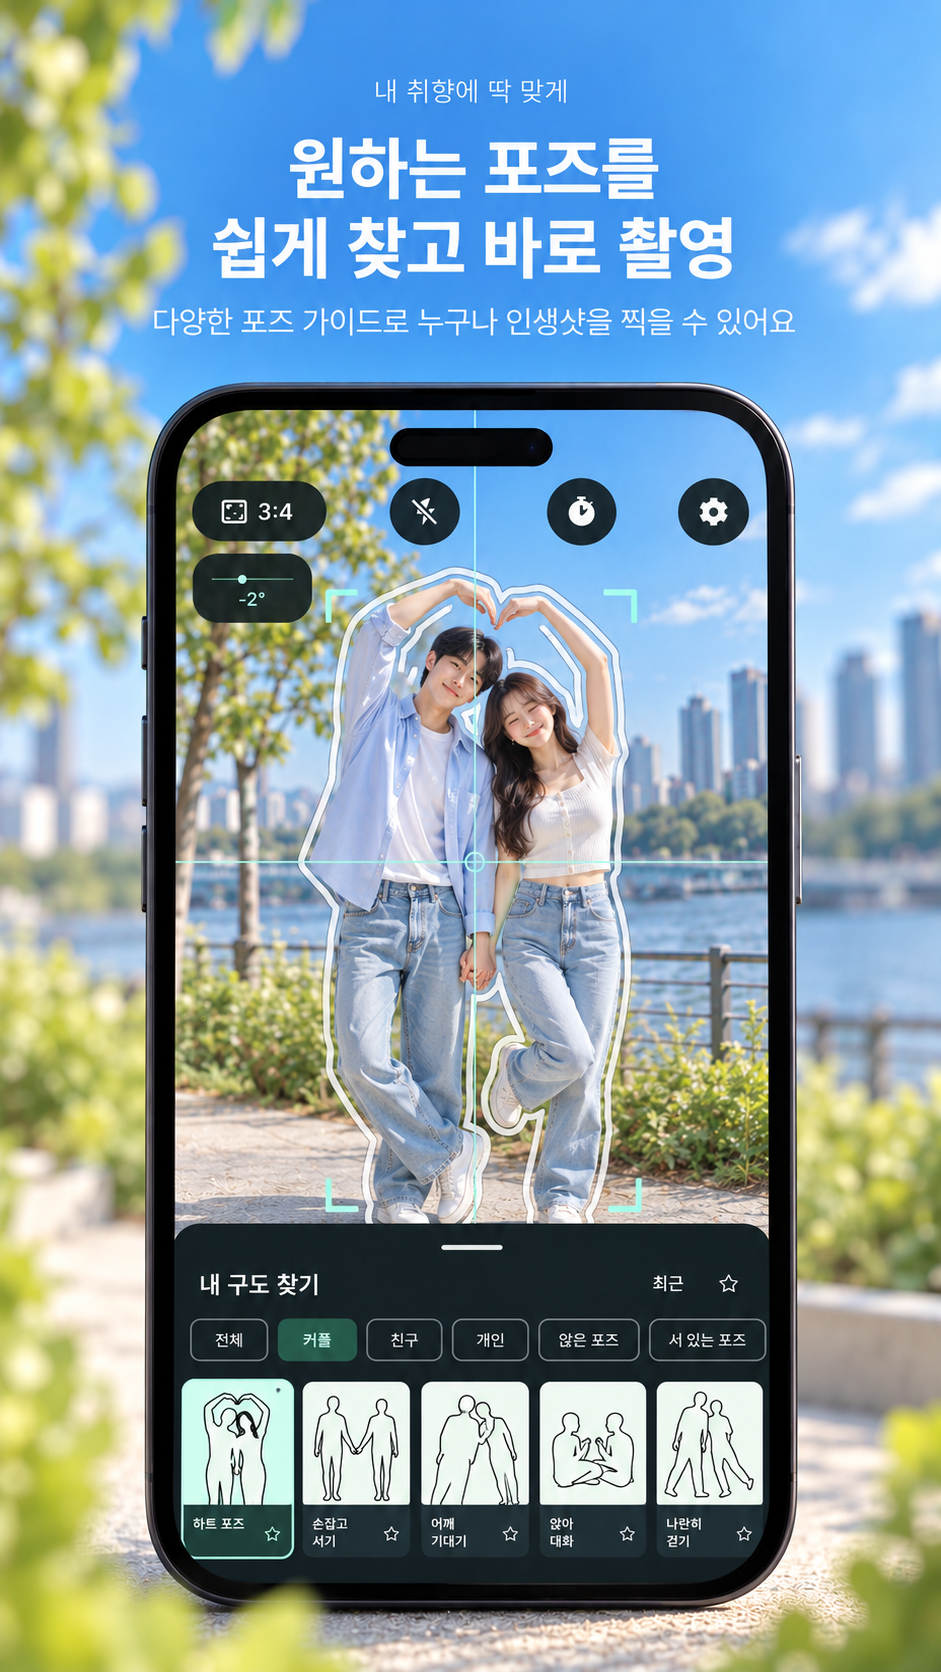 내 취향에 딱 맞게
원하는 포즈를
쉽게 찾고 바로 촬영
다양한 포즈 가이드로 누구나 인생샷을 찍을 수 있어요
3:4
-2°
내 구도 찾기
최근
전체
커플
친구
개인
않은 포즈
서 있는 포즈
하트 포즈
손잡고
서기
어깨
기대기
앉아
대화
나란히
걷기